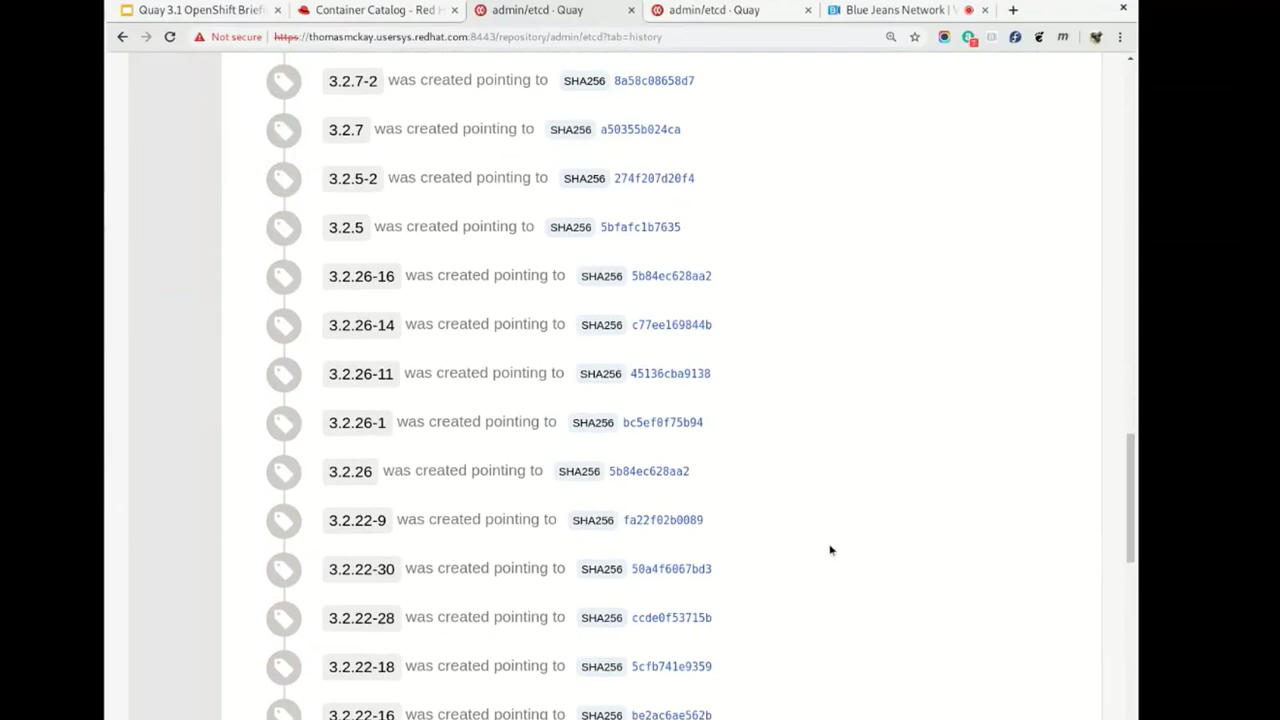 Quay 3.1 OpenShift Briefi
Container Catalog - Red H
admin/etcd · Quay
admin/etcd · Quay
Blue Jeans Network |
Not secure https://thomasmckay.usersys.redhat.com:8443/repository/admin/etcd?tab=history
3.2.7-2 was created pointing to SHA256 8a58c08658d7
3.2.7 was created pointing to SHA256 a50355b024ca
3.2.5-2 was created pointing to SHA256 274f207d20f4
3.2.5 was created pointing to SHA256 5bfafc1b7635
3.2.26-16 was created pointing to SHA256 5b84ec628aa2
3.2.26-14 was created pointing to SHA256 c77ee169844b
3.2.26-11 was created pointing to SHA256 45136cba9138
3.2.26-1 was created pointing to SHA256 bc5ef0f75b94
3.2.26 was created pointing to SHA256 5b84ec628aa2
3.2.22-9 was created pointing to SHA256 fa22f02b0089
3.2.22-30 was created pointing to SHA256 50a4f6067bd3
3.2.22-28 was created pointing to SHA256 ccde0f53715b
3.2.22-18 was created pointing to SHA256 5cfb741e9359
3.2.22-16 was created pointing to SHA256 be2ac6ae562b